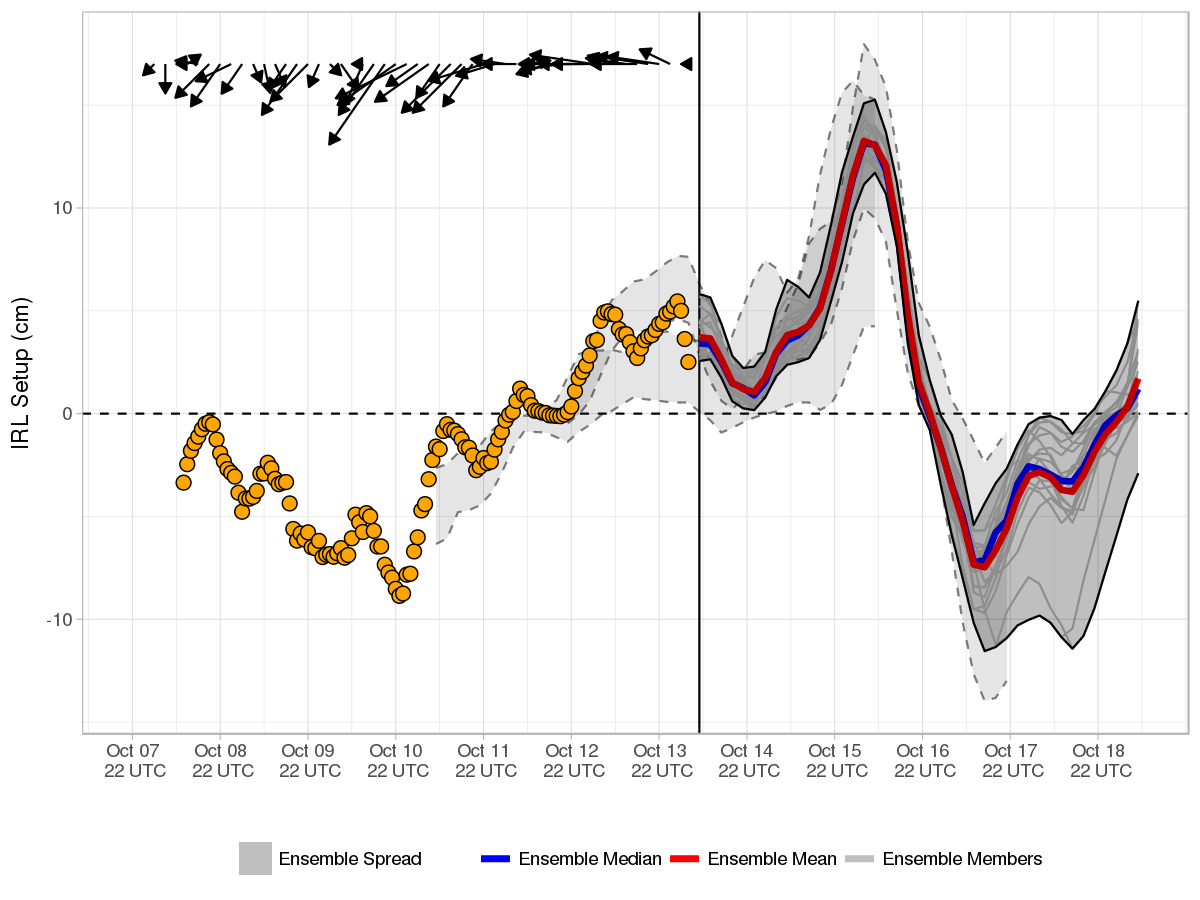 IRL Setup (cm)
10
0
-10
Oct 07 Oct 08 Oct 09 Oct 10 Oct 11 Oct 12 Oct 13 Oct 14 Oct 15 Oct 16 Oct 17 Oct 18
22 UTC 22 UTC 22 UTC 22 UTC 22 UTC 22 UTC 22 UTC 22 UTC 22 UTC 22 UTC 22 UTC 22 UTC
Ensemble Spread Ensemble Median Ensemble Mean Ensemble Members